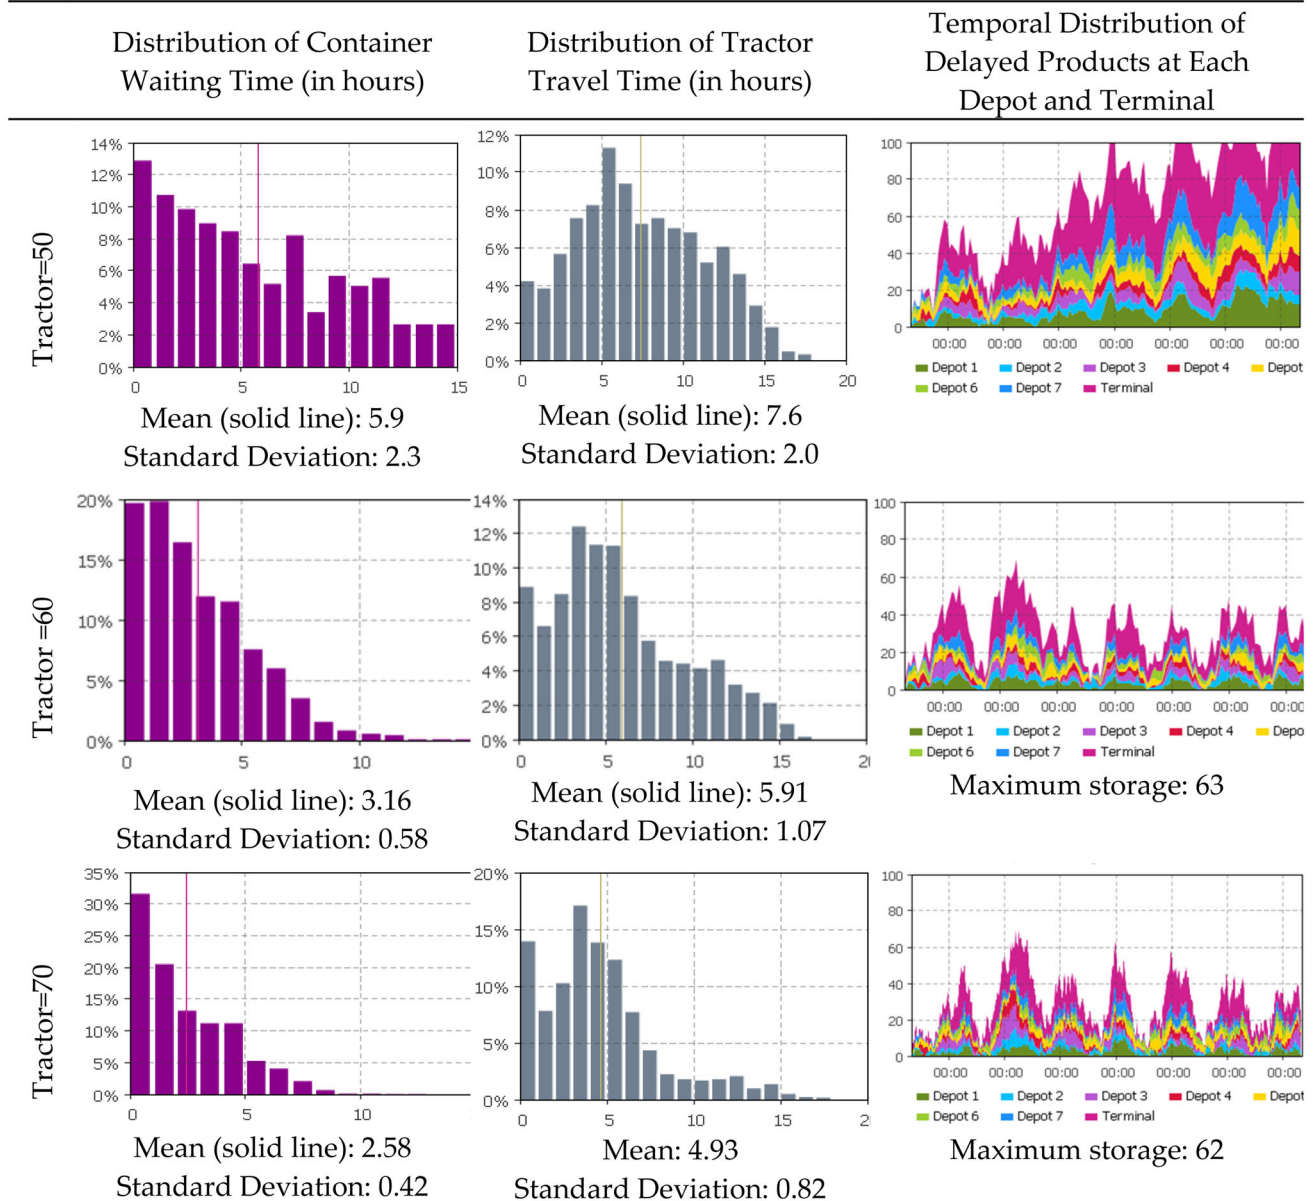 Distribution of Container
Waiting Time (in hours)
Distribution of Tractor
Travel Time (in hours)
Temporal Distribution of
Delayed Products at Each
Depot and Terminal
Tractor=50
14%
12%
10%
8%
6%
4%
2%
0%
0 5 10 15
Mean (solid line): 5.9
Standard Deviation: 2.3
12%
10%
8%
6%
4%
2%
0%
0 5 10 15 20
Mean (solid line): 7.6
Standard Deviation: 2.0
100
80
60
40
20
0
00:00 00:00 00:00 00:00 00:00 00:00 00:00
Depot 1 Depot 2 Depot 3 Depot 4 Depot
Depot 6 Depot 7 Terminal
Tractor =60
20%
15%
10%
5%
0%
0 5 10
Mean (solid line): 3.16
Standard Deviation: 0.58
14%
12%
10%
8%
6%
4%
2%
0%
0 5 10 15 20
Mean (solid line): 5.91
Standard Deviation: 1.07
100
80
60
40
20
0
00:00 00:00 00:00 00:00 00:00 00:00 00:00
Depot 1 Depot 2 Depot 3 Depot 4 Depo
Depot 6 Depot 7 Terminal
Maximum storage: 63
Tractor=70
35%
30%
25%
20%
15%
10%
5%
0%
0 5 10
Mean (solid line): 2.58
Standard Deviation: 0.42
20%
15%
10%
5%
0%
0 5 10 15 2
Mean: 4.93
Standard Deviation: 0.82
100
80
60
40
20
0
00:00 00:00 00:00 00:00 00:00 00:00 00:00
Depot 1 Depot 2 Depot 3 Depot 4 Depot
Depot 6 Depot 7 Terminal
Maximum storage: 62